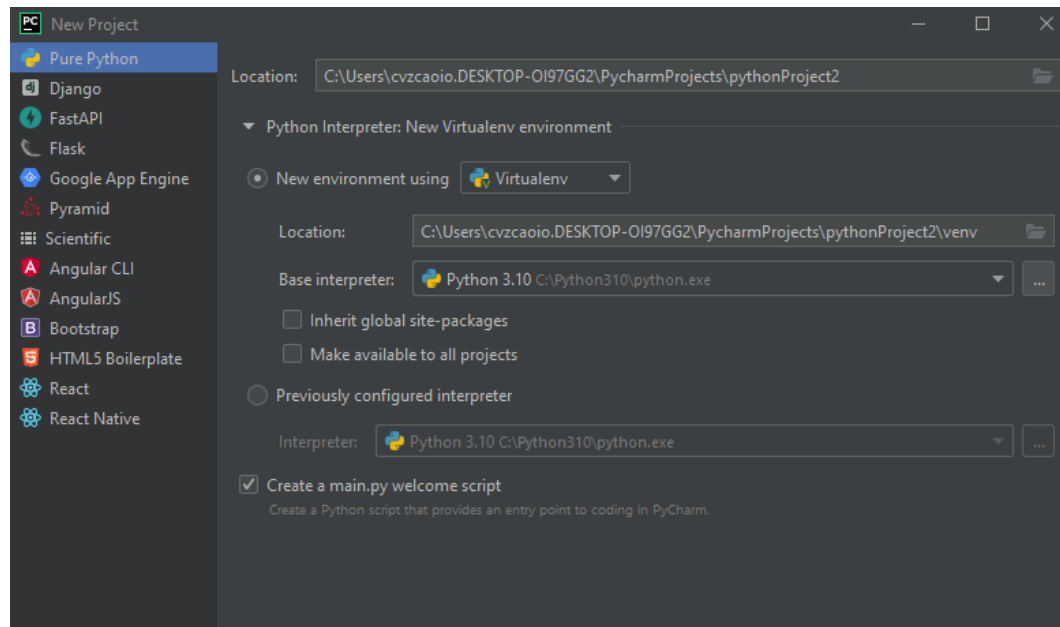 PC New Project
Pure Python
Django
FastAPI
Flask
Google App Engine
Pyramid
Scientific
Angular CLI
AngularJS
Bootstrap
HTML5 Boilerplate
React
React Native
Location: C:\Users\cvzcaoio.DESKTOP-OI97GG2\PycharmProjects\pythonProject2
Python Interpreter: New Virtualenv environment
New environment using Virtualenv
Location: C:\Users\cvzcaoio.DESKTOP-OI97GG2\PycharmProjects\pythonProject2\venv
Base interpreter: Python 3.10 C:\Python310\python.exe ...
Inherit global site-packages
Make available to all projects
Previously configured interpreter
Interpreter: Python 3.10 C:\Python310\python.exe ...
Create a main.py welcome script
Create a Python script that provides an entry point to coding in PyCharm.